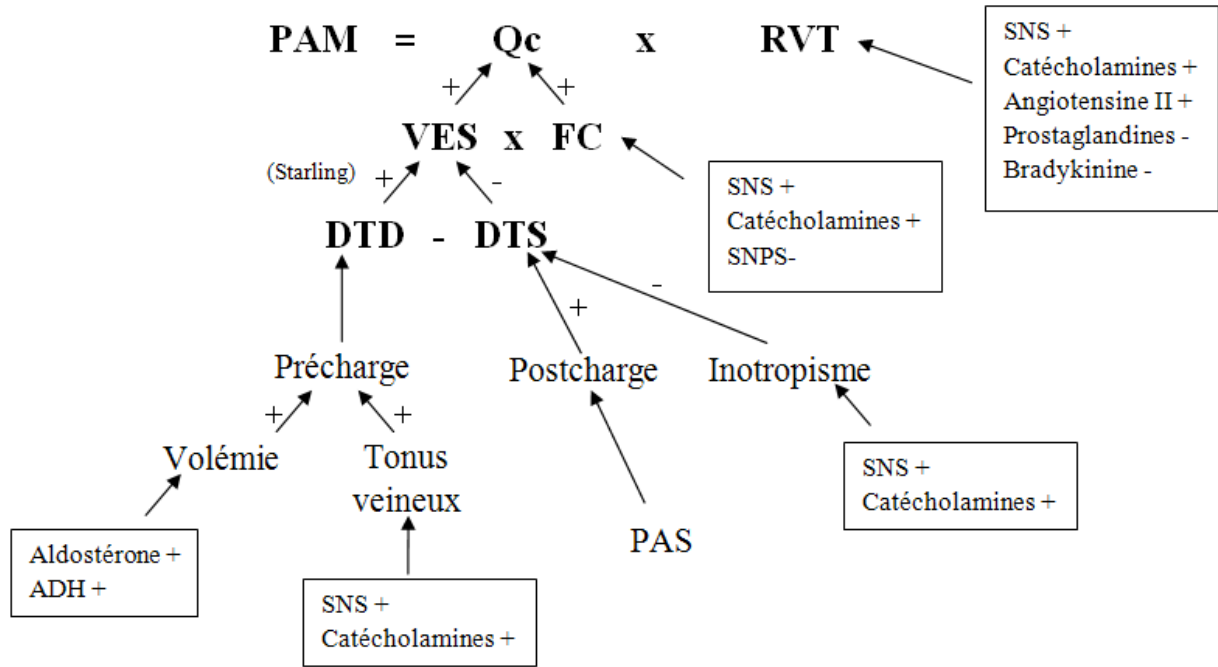 PAM = Qc x RVT
SNS +
Catécholamines +
Angiotensine II +
Prostaglandines -
Bradykinine -
+ +
VES x FC
(Starling) + -
SNS +
Catécholamines +
SNPS-
DTD - DTS
+ -
Précharge Postcharge Inotropisme
+ +
Volémie Tonus
veineux
SNS +
Catécholamines +
PAS
Aldostérone +
ADH +
SNS +
Catécholamines +